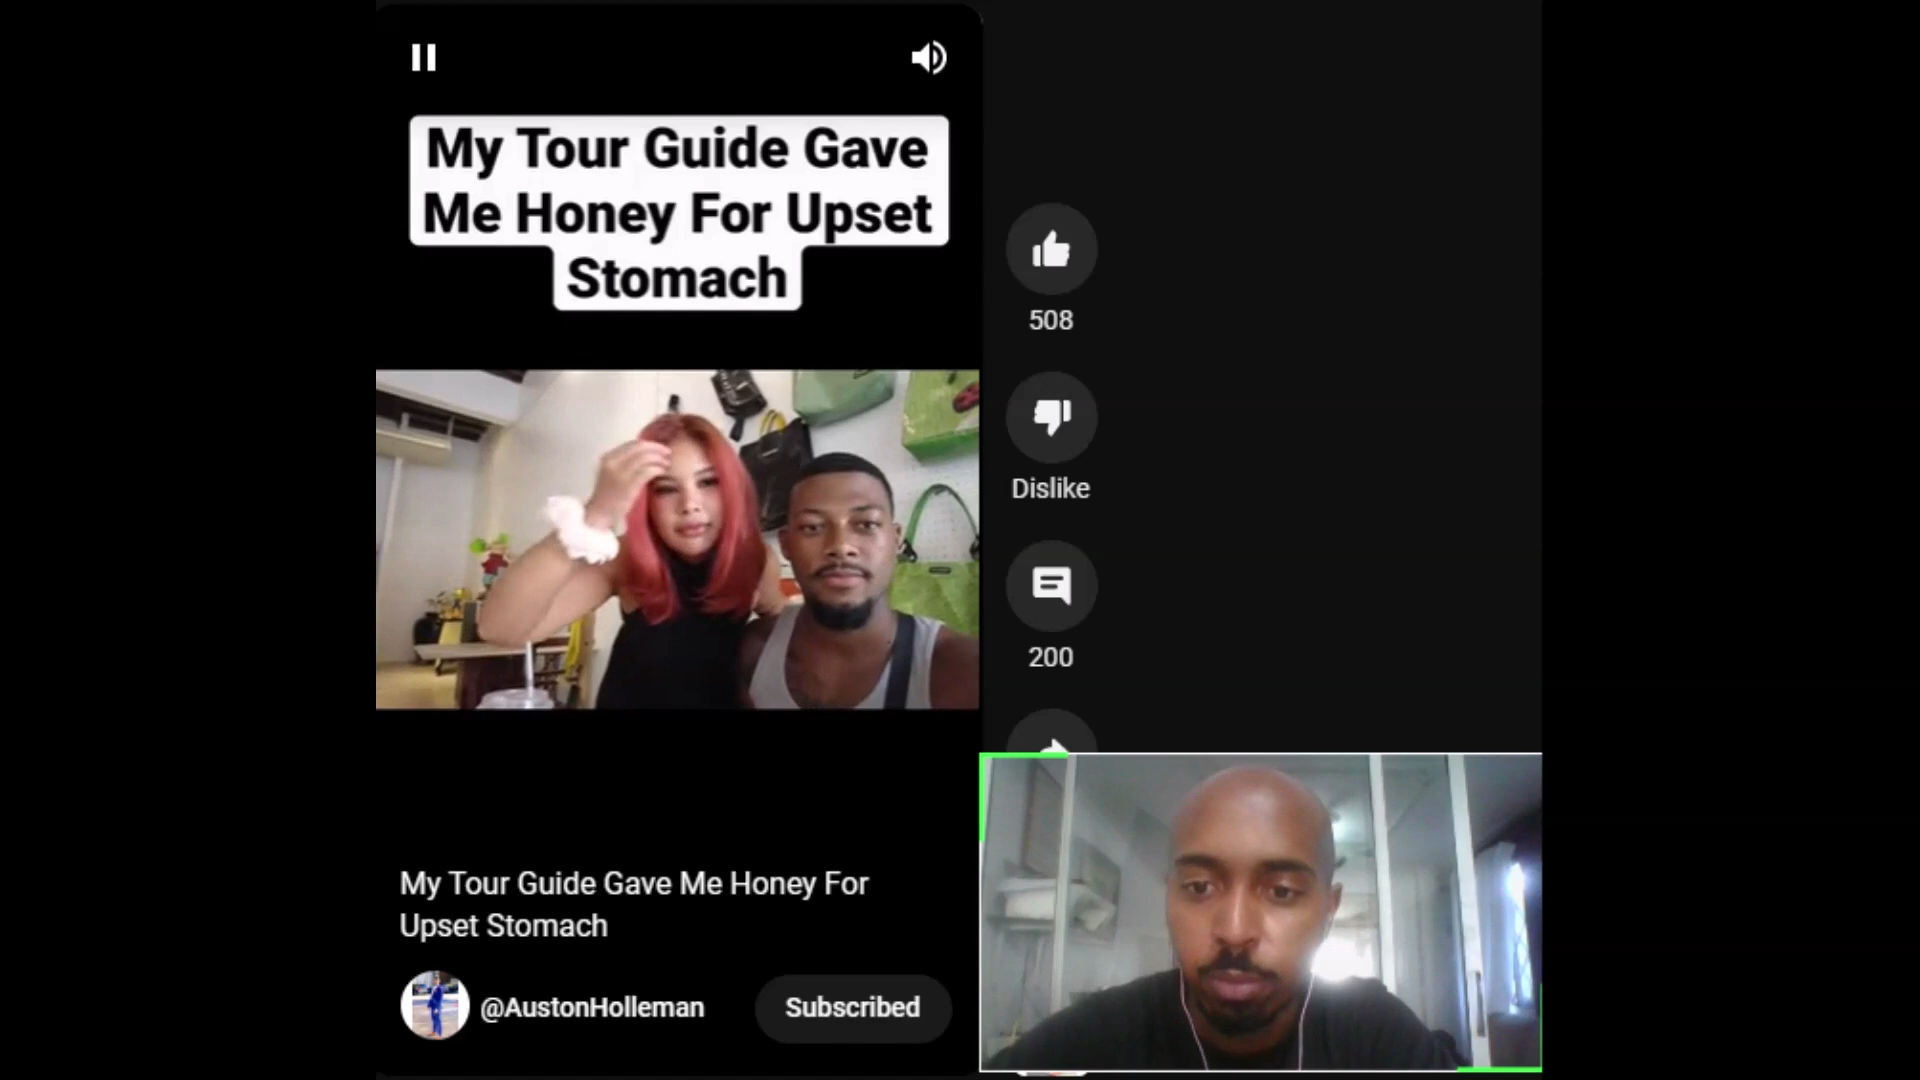 My Tour Guide Gave
Me Honey For Upset
Stomach
508
Dislike
200
My Tour Guide Gave Me Honey For
Upset Stomach
@AustonHolleman
Subscribed